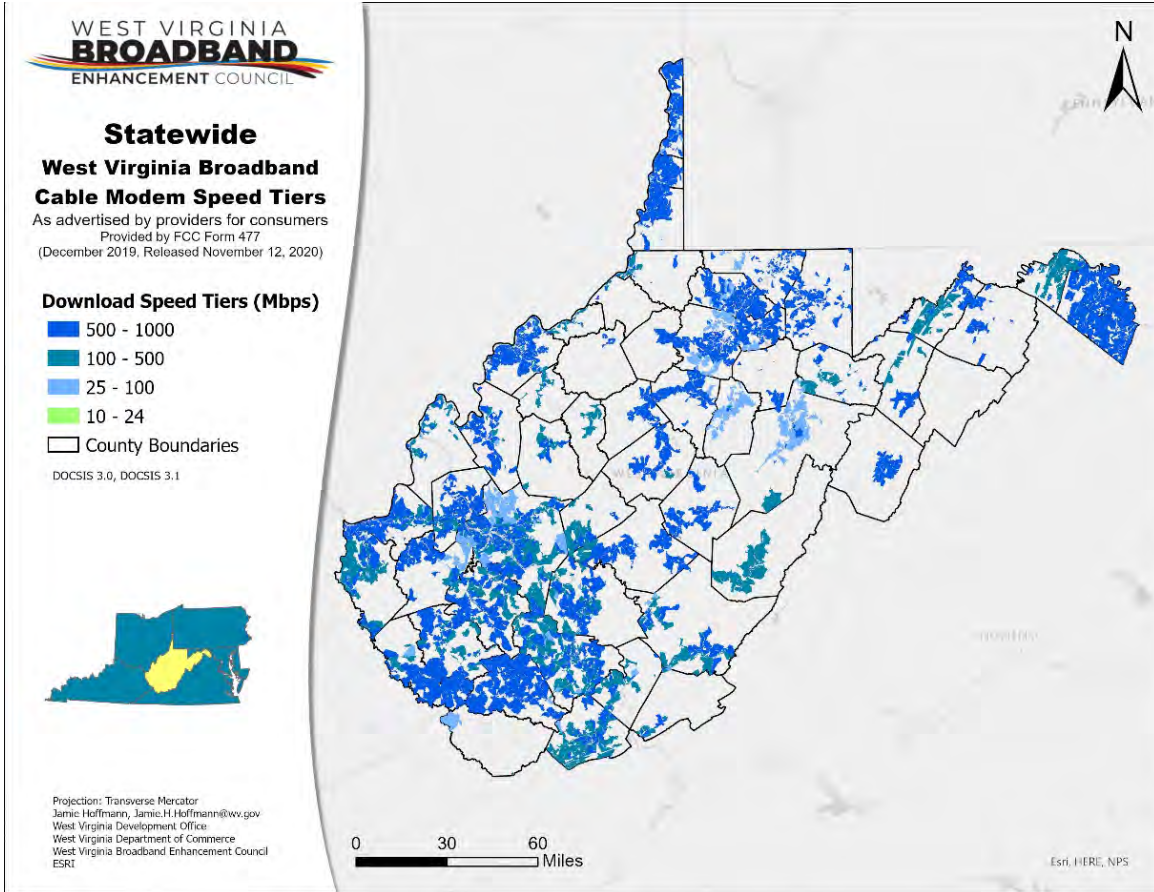 WEST VIRGINIA
BROADBAND
ENHANCEMENT COUNCIL
Statewide
West Virginia Broadband
Cable Modem Speed Tiers
As advertised by providers for consumers
Provided by FCC Form 477
(December 2019, Released November 12, 2020)
Download Speed Tiers (Mbps)
500 - 1000
100 - 500
25 - 100
10 - 24
County Boundaries
DOCSIS 3.0, DOCSIS 3.1
Projection: Transverse Mercator
Jamie Hoffmann, Jamie.H.Hoffmann@wv.gov
West Virginia Development Office
West Virginia Department of Commerce
West Virginia Broadband Enhancement Council
ESRI
N
0 30 60
Miles
Esri, HERE, NPS